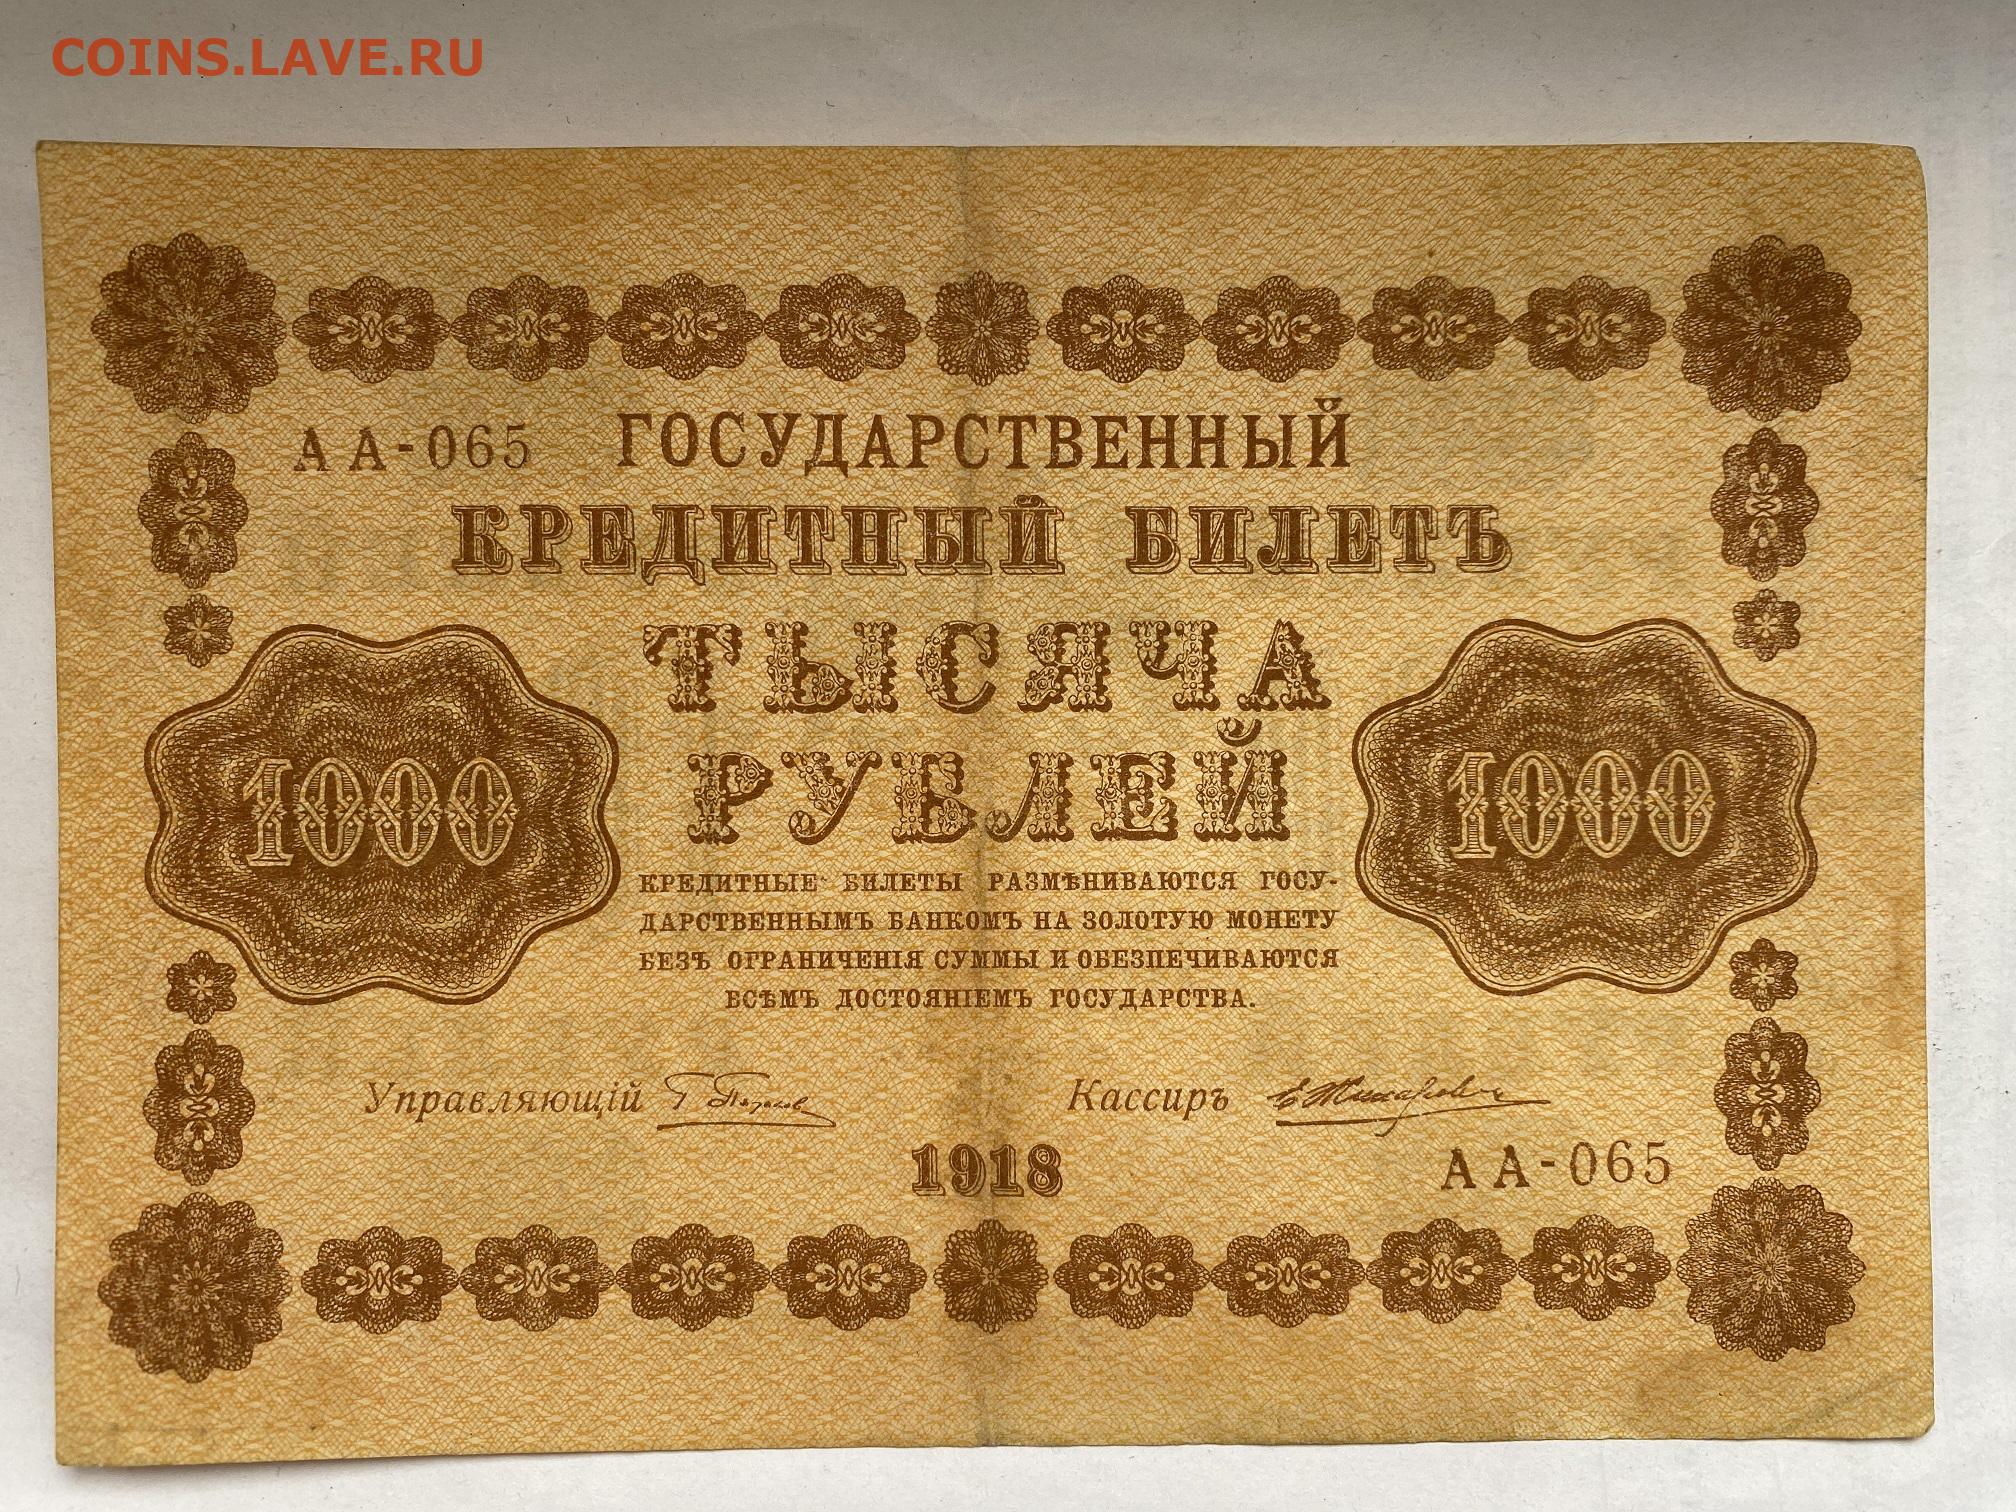 COINS.LAVE.RU
АА-065 ГОСУДАРСТВЕННЫЙ
КРЕДИТНЫЙ БИЛЕТЪ
ТЫСЯЧА
РУБЛЕЙ
1000 1000
КРЕДИТНЫЕ БИЛЕТЫ РАЗМѢНИВАЮТСЯ ГОСУ-
ДАРСТВЕННЫМЪ БАНКОМЪ НА ЗОЛОТУЮ МОНЕТУ
БЕЗЪ ОГРАНИЧЕНІЯ СУММЫ И ОБЕЗПЕЧИВАЮТСЯ
ВСѢМЪ ДОСТОЯНІЕМЪ ГОСУДАРСТВА.
Управляющій Кассиръ
1918 АА-065